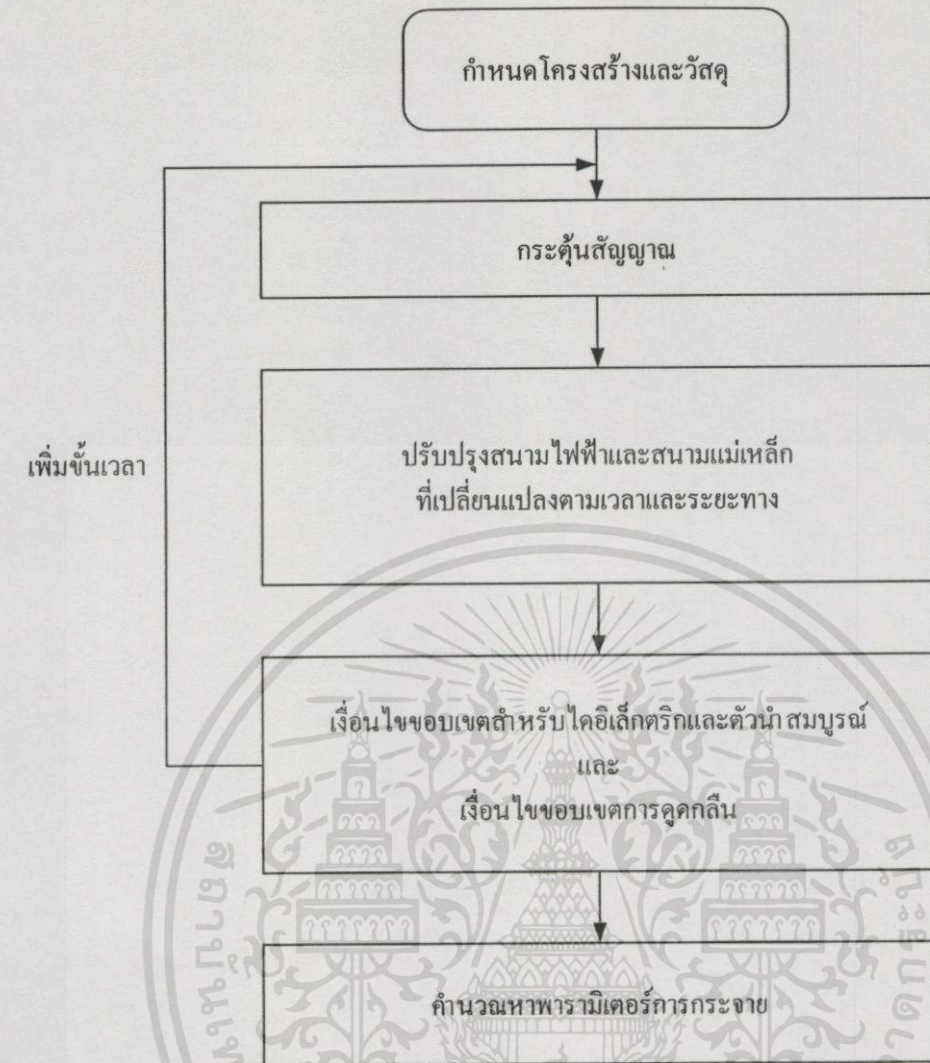 กำหนดโครงสร้างและวัสดุ
กระตุ้นสัญญาณ
เพิ่มขั้นเวลา
ปรับปรุงสนามไฟฟ้าและสนามแม่เหล็ก
ที่เปลี่ยนแปลงตามเวลาและระยะทาง
เงื่อนไขขอบเขตสำหรับไดอิเล็กตริกและตัวนำ สมบูรณ์
และ
เงื่อนไขขอบเขตการดูดกลืน
คำนวณหาพารามิเตอร์การกระจาย
สถาบันเท